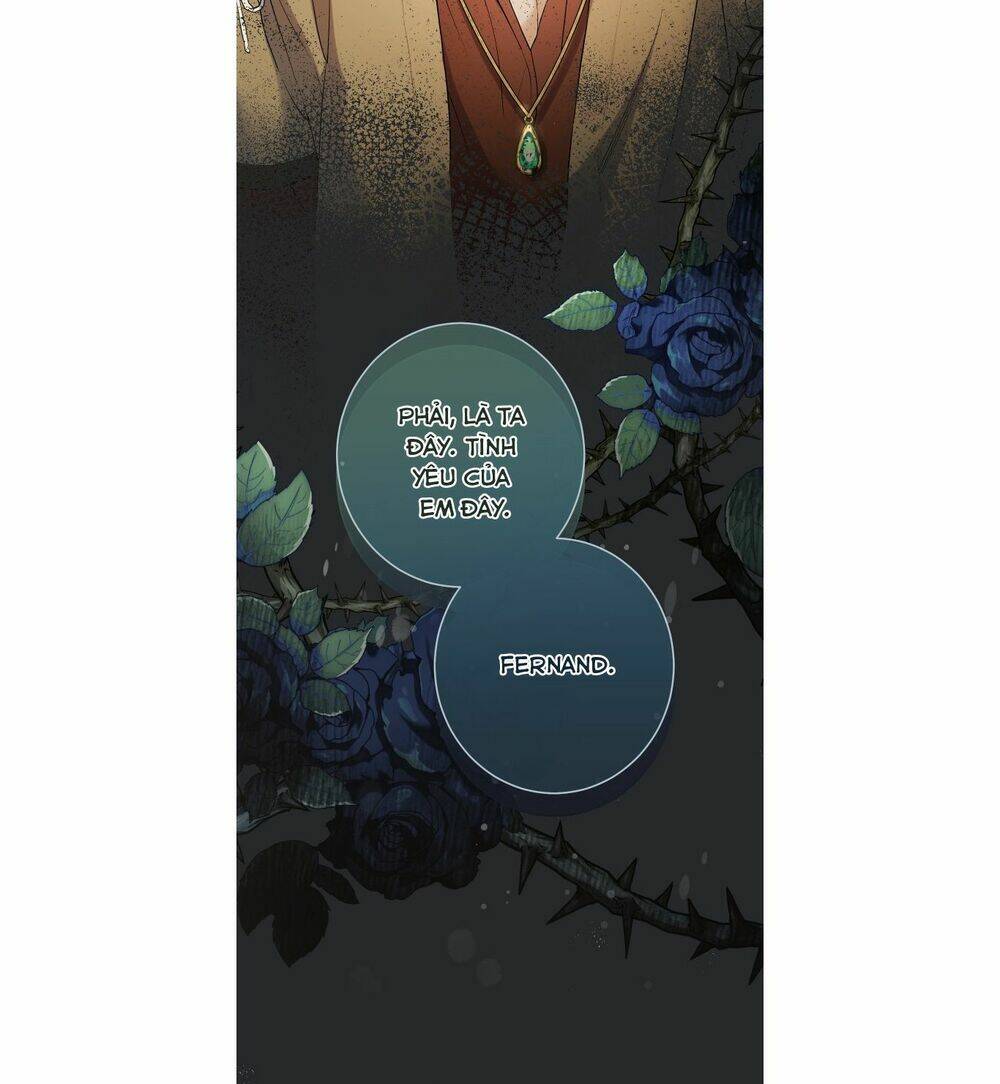 PHẢI, LÀ TA
ĐÂY. TÌNH
YÊU CỦA
EM ĐÂY.
FERNAND.